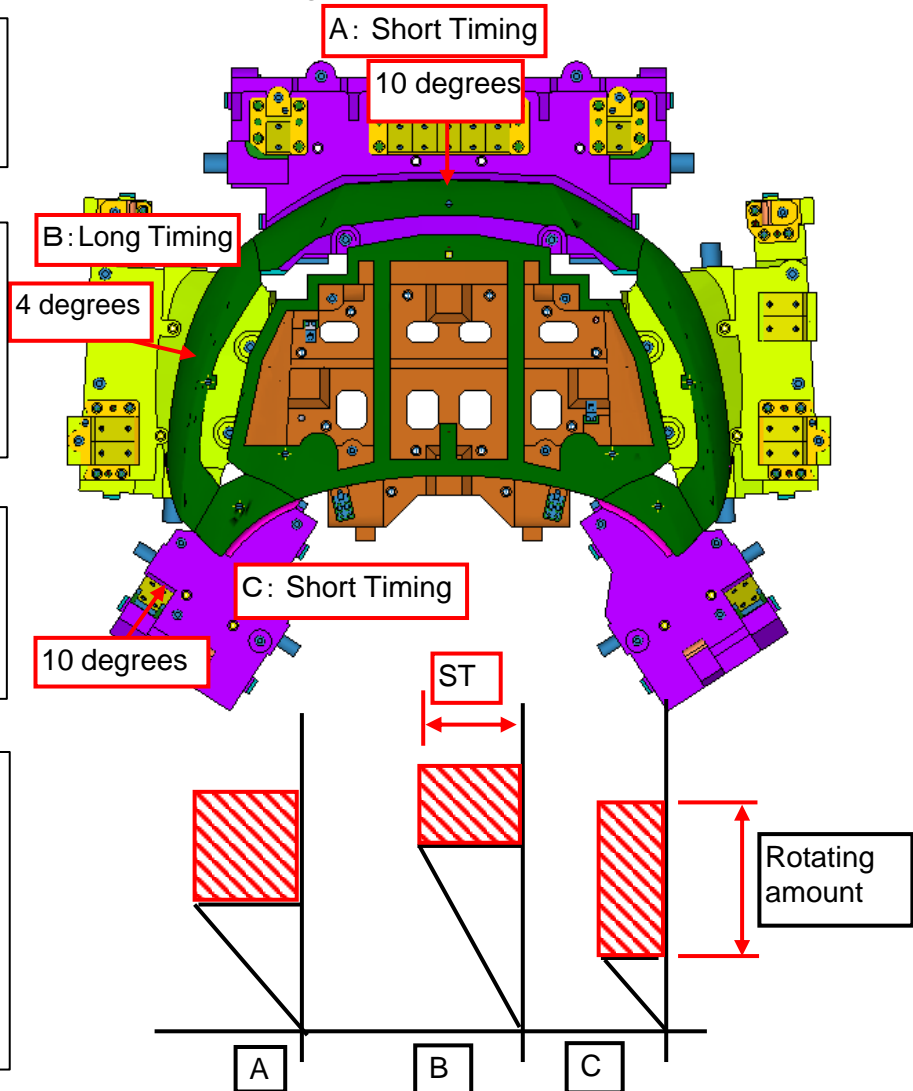 A: Short Timing
10 degrees
B:Long Timing
4 degrees
C: Short Timing
10 degrees
ST
Rotating
amount
A
B
C